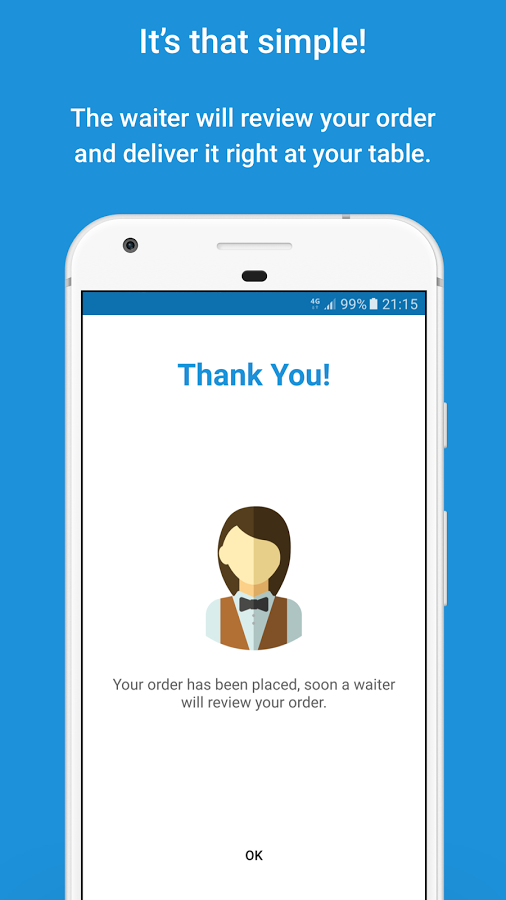 It's that simple!
The waiter will review your order
and deliver it right at your table.
4G 99% 21:15
Thank You!
Your order has been placed, soon a waiter
will review your order.
OK